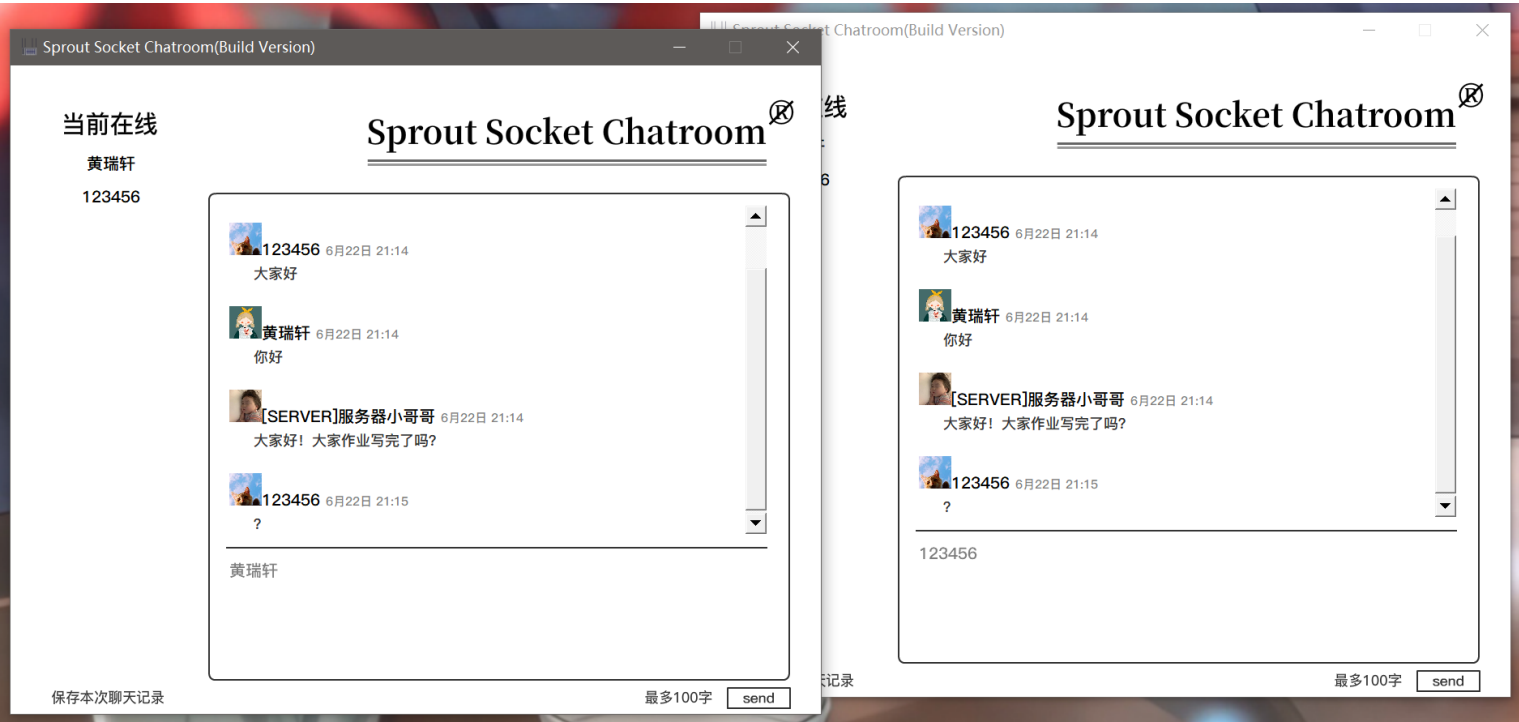 Sprout Socket Chatroom(Build Version)
当前在线
黄瑞轩
123456
Sprout Socket Chatroom
123456 6月22日 21:14
大家好
黄瑞轩 6月22日 21:14
你好
[SERVER]服务器小哥哥 6月22日 21:14
大家好！大家作业写完了吗?
123456 6月22日 21:15
?
黄瑞轩
保存本次聊天记录
最多100字
send
Socket Chatroom(Build Version)
线
6
Sprout Socket Chatroom
123456 6月22日 21:14
大家好
黄瑞轩 6月22日 21:14
你好
[SERVER]服务器小哥哥 6月22日 21:14
大家好！大家作业写完了吗?
123456 6月22日 21:15
?
123456
记录
最多100字
send